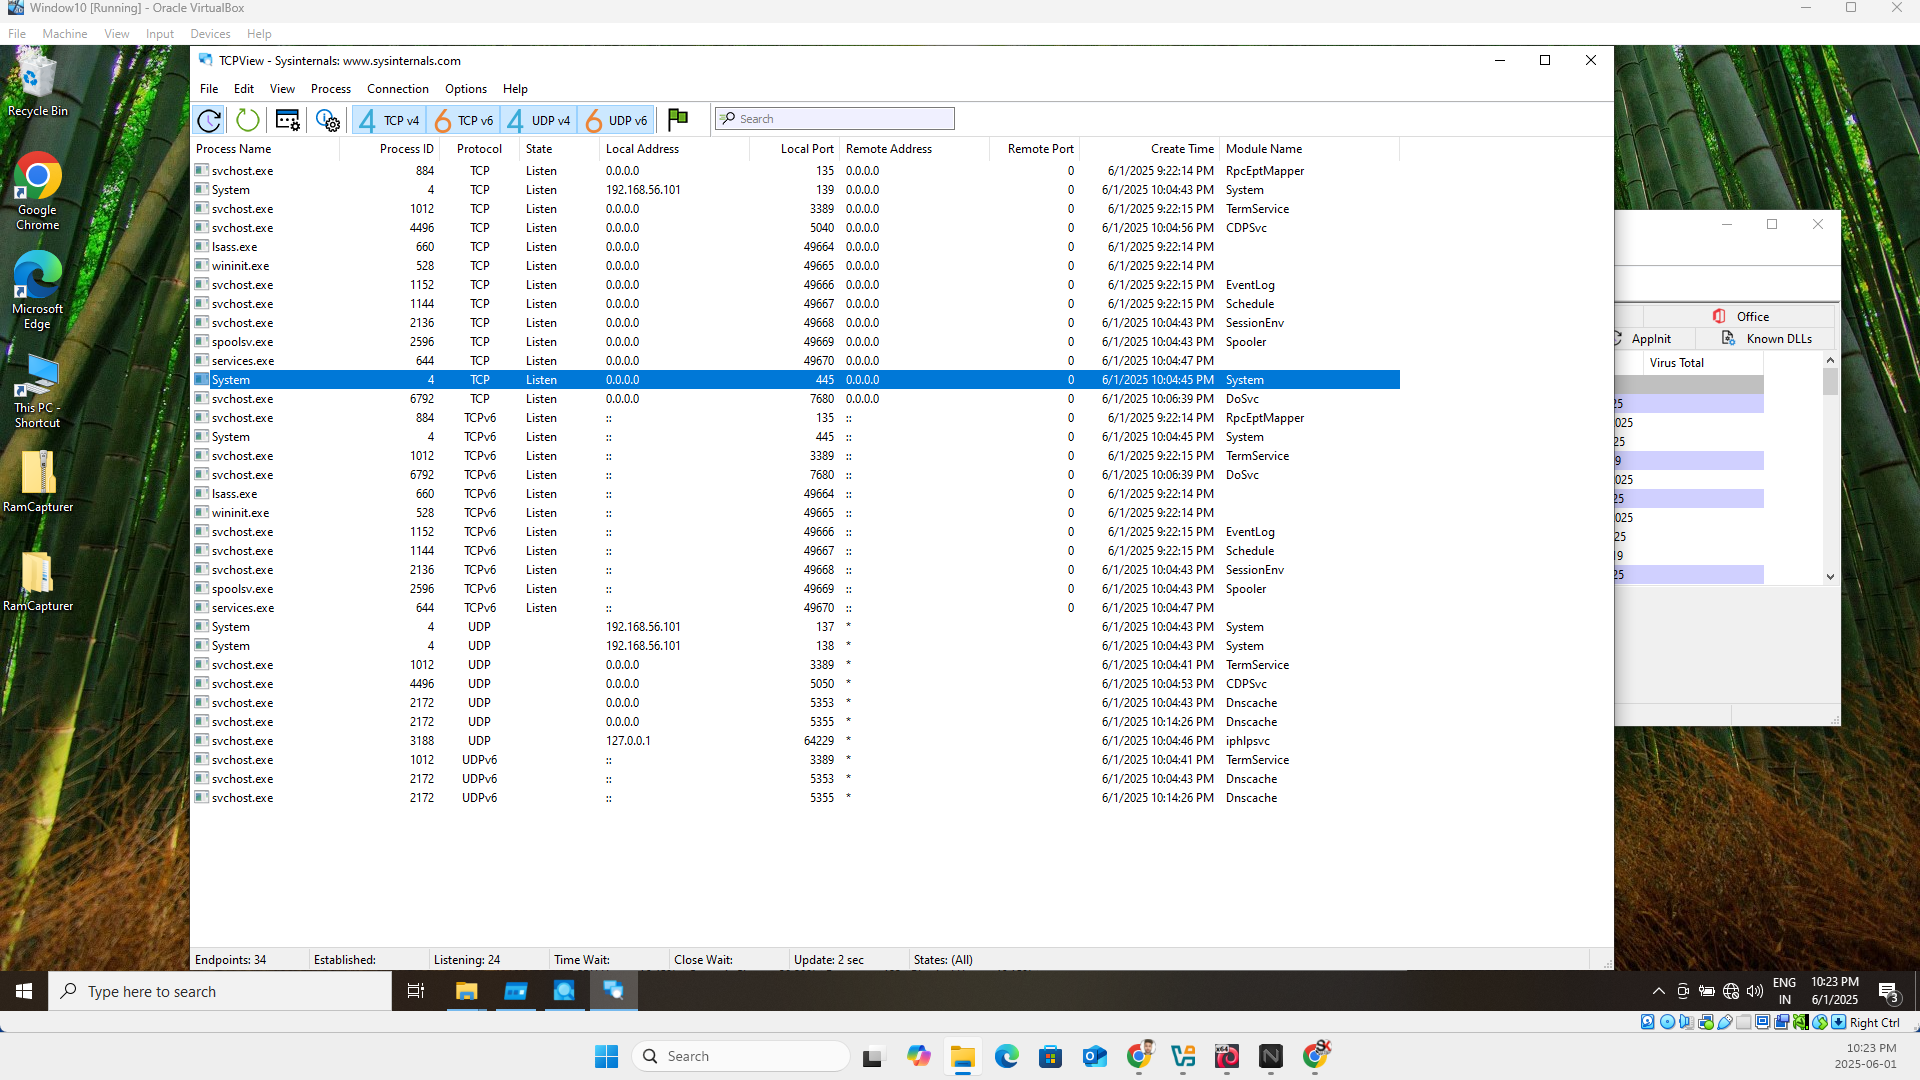 Window10 [Running] - Oracle VirtualBox
File Machine View Input Devices Help
Recycle Bin
Google Chrome
Microsoft Edge
This PC - Shortcut
RamCapturer
RamCapturer
TCPView - Sysinternals: www.sysinternals.com
File Edit View Process Connection Options Help
4 TCP v4 6 TCP v6 4 UDP v4 6 UDP v6 Search
Process Name Process ID Protocol State Local Address Local Port Remote Address Remote Port Create Time Module Name
svchost.exe 884 TCP Listen 0.0.0.0 135 0.0.0.0 0 6/1/2025 9:22:14 PM RpcEptMapper
System 4 TCP Listen 192.168.56.101 139 0.0.0.0 0 6/1/2025 10:04:43 PM System
svchost.exe 1012 TCP Listen 0.0.0.0 3389 0.0.0.0 0 6/1/2025 9:22:15 PM TermService
svchost.exe 4496 TCP Listen 0.0.0.0 5040 0.0.0.0 0 6/1/2025 10:04:56 PM CDPSvc
lsass.exe 660 TCP Listen 0.0.0.0 49664 0.0.0.0 0 6/1/2025 9:22:14 PM
wininit.exe 528 TCP Listen 0.0.0.0 49665 0.0.0.0 0 6/1/2025 9:22:14 PM
svchost.exe 1152 TCP Listen 0.0.0.0 49666 0.0.0.0 0 6/1/2025 9:22:15 PM EventLog
svchost.exe 1144 TCP Listen 0.0.0.0 49667 0.0.0.0 0 6/1/2025 9:22:15 PM Schedule
svchost.exe 2136 TCP Listen 0.0.0.0 49668 0.0.0.0 0 6/1/2025 10:04:43 PM SessionEnv
spoolsv.exe 2596 TCP Listen 0.0.0.0 49669 0.0.0.0 0 6/1/2025 10:04:43 PM Spooler
services.exe 644 TCP Listen 0.0.0.0 49670 0.0.0.0 0 6/1/2025 10:04:47 PM
System 4 TCP Listen 0.0.0.0 445 0.0.0.0 0 6/1/2025 10:04:45 PM System
svchost.exe 6792 TCP Listen 0.0.0.0 7680 0.0.0.0 0 6/1/2025 10:06:39 PM DoSvc
svchost.exe 884 TCPv6 Listen :: 135 :: 0 6/1/2025 9:22:14 PM RpcEptMapper
System 4 TCPv6 Listen :: 445 :: 0 6/1/2025 10:04:45 PM System
svchost.exe 1012 TCPv6 Listen :: 3389 :: 0 6/1/2025 9:22:15 PM TermService
svchost.exe 6792 TCPv6 Listen :: 7680 :: 0 6/1/2025 10:06:39 PM DoSvc
lsass.exe 660 TCPv6 Listen :: 49664 :: 0 6/1/2025 9:22:14 PM
wininit.exe 528 TCPv6 Listen :: 49665 :: 0 6/1/2025 9:22:14 PM
svchost.exe 1152 TCPv6 Listen :: 49666 :: 0 6/1/2025 9:22:15 PM EventLog
svchost.exe 1144 TCPv6 Listen :: 49667 :: 0 6/1/2025 9:22:15 PM Schedule
svchost.exe 2136 TCPv6 Listen :: 49668 :: 0 6/1/2025 10:04:43 PM SessionEnv
spoolsv.exe 2596 TCPv6 Listen :: 49669 :: 0 6/1/2025 10:04:43 PM Spooler
services.exe 644 TCPv6 Listen :: 49670 :: 0 6/1/2025 10:04:47 PM
System 4 UDP 192.168.56.101 137 * 6/1/2025 10:04:43 PM System
System 4 UDP 192.168.56.101 138 * 6/1/2025 10:04:43 PM System
svchost.exe 1012 UDP 0.0.0.0 3389 * 6/1/2025 10:04:41 PM TermService
svchost.exe 4496 UDP 0.0.0.0 5050 * 6/1/2025 10:04:53 PM CDPSvc
svchost.exe 2172 UDP 0.0.0.0 5353 * 6/1/2025 10:04:43 PM Dnscache
svchost.exe 2172 UDP 0.0.0.0 5355 * 6/1/2025 10:14:26 PM Dnscache
svchost.exe 3188 UDP 127.0.0.1 64229 * 6/1/2025 10:04:46 PM iphlpsvc
svchost.exe 1012 UDPv6 :: 3389 * 6/1/2025 10:04:41 PM TermService
svchost.exe 2172 UDPv6 :: 5353 * 6/1/2025 10:04:43 PM Dnscache
svchost.exe 2172 UDPv6 :: 5355 * 6/1/2025 10:14:26 PM Dnscache
Endpoints: 34 Established: Listening: 24 Time Wait: Close Wait: Update: 2 sec States: (All)
Office
AppInit Known DLLs
Virus Total
25
025
25
9
025
25
025
25
19
25
Type here to search
ENG
IN
10:23 PM
6/1/2025
3
Right Ctrl
Search
10:23 PM
2025-06-01